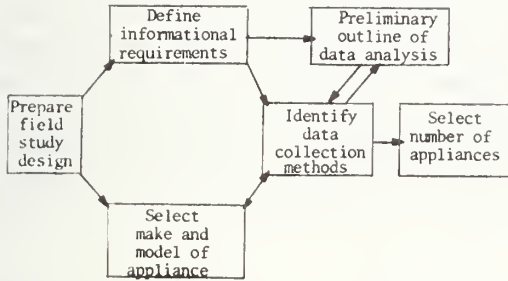 Define
informational
requirements
Preliminary
outline of
data analysis
Prepare
field
study
design
Identify
data
collection
methods
Select
number of
appliances
Select
make and
model of
appliance